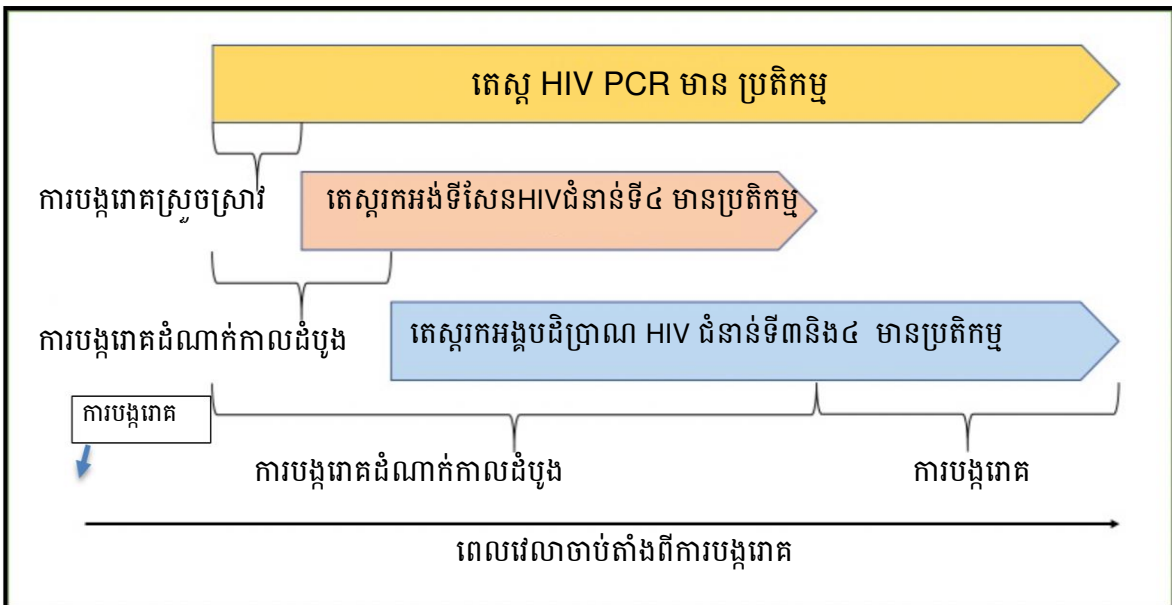 តេស្ត HIV PCR មាន ប្រតិកម្ម
ការបង្ករោគស្រួចស្រាវ
តេស្តរកអង់ទីសែនHIVជំនាន់ទី៤ មានប្រតិកម្ម
ការបង្ករោគដំណាក់កាលដំបូង
តេស្តរកអង្គបដិប្រាណ HIV ជំនាន់ទី៣និង៤ មានប្រតិកម្ម
ការបង្ករោគ
ការបង្ករោគដំណាក់កាលដំបូង
ការបង្ករោគ
ពេលវេលាចាប់តាំងពីការបង្ករោគ